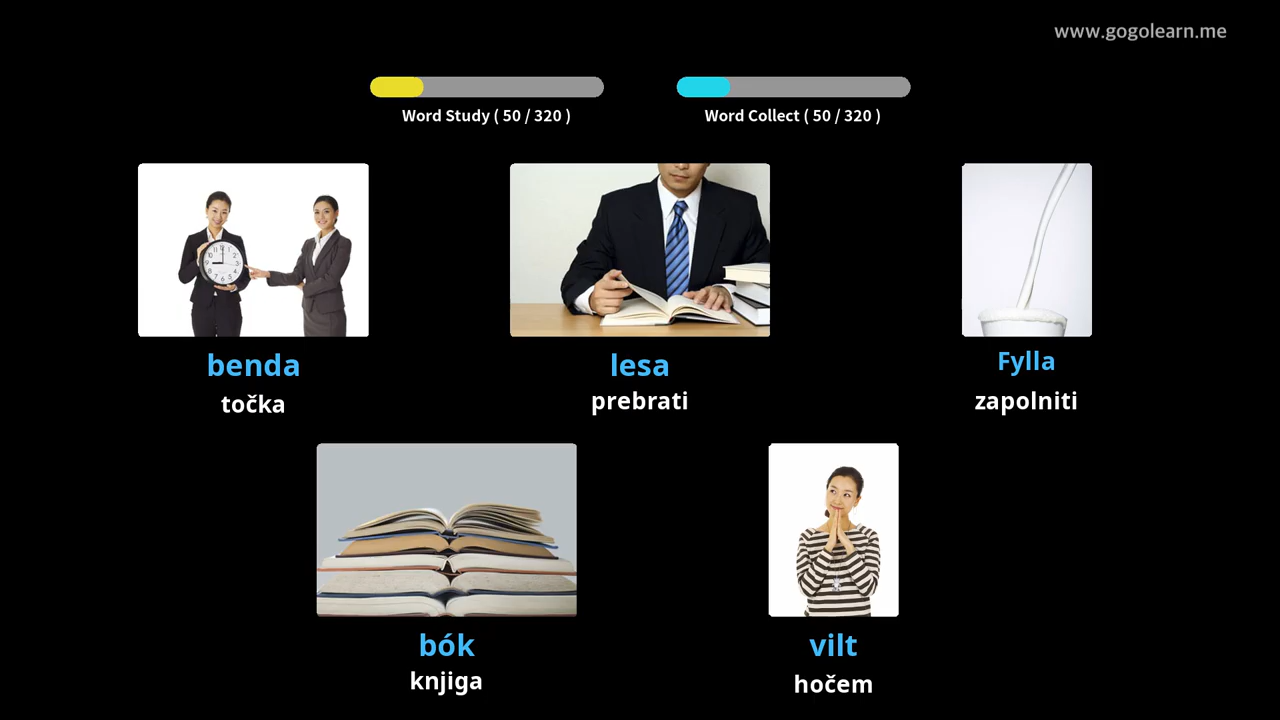 www.gogolearn.me
Word Study ( 50 / 320 )
Word Collect ( 50 / 320 )
benda
točka
lesa
prebrati
Fylla
zapolniti
bók
knjiga
vilt
hočem